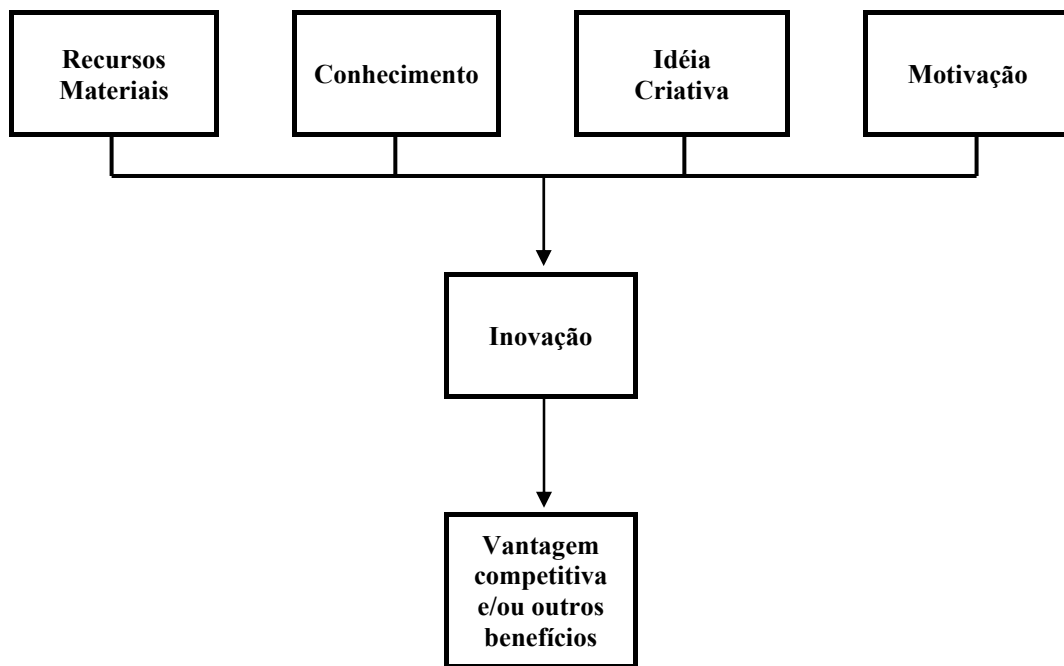 Recursos
Materiais
Conhecimento
Idéia
Criativa
Motivação
Inovação
Vantagem
competitiva
e/ou outros
benefícios